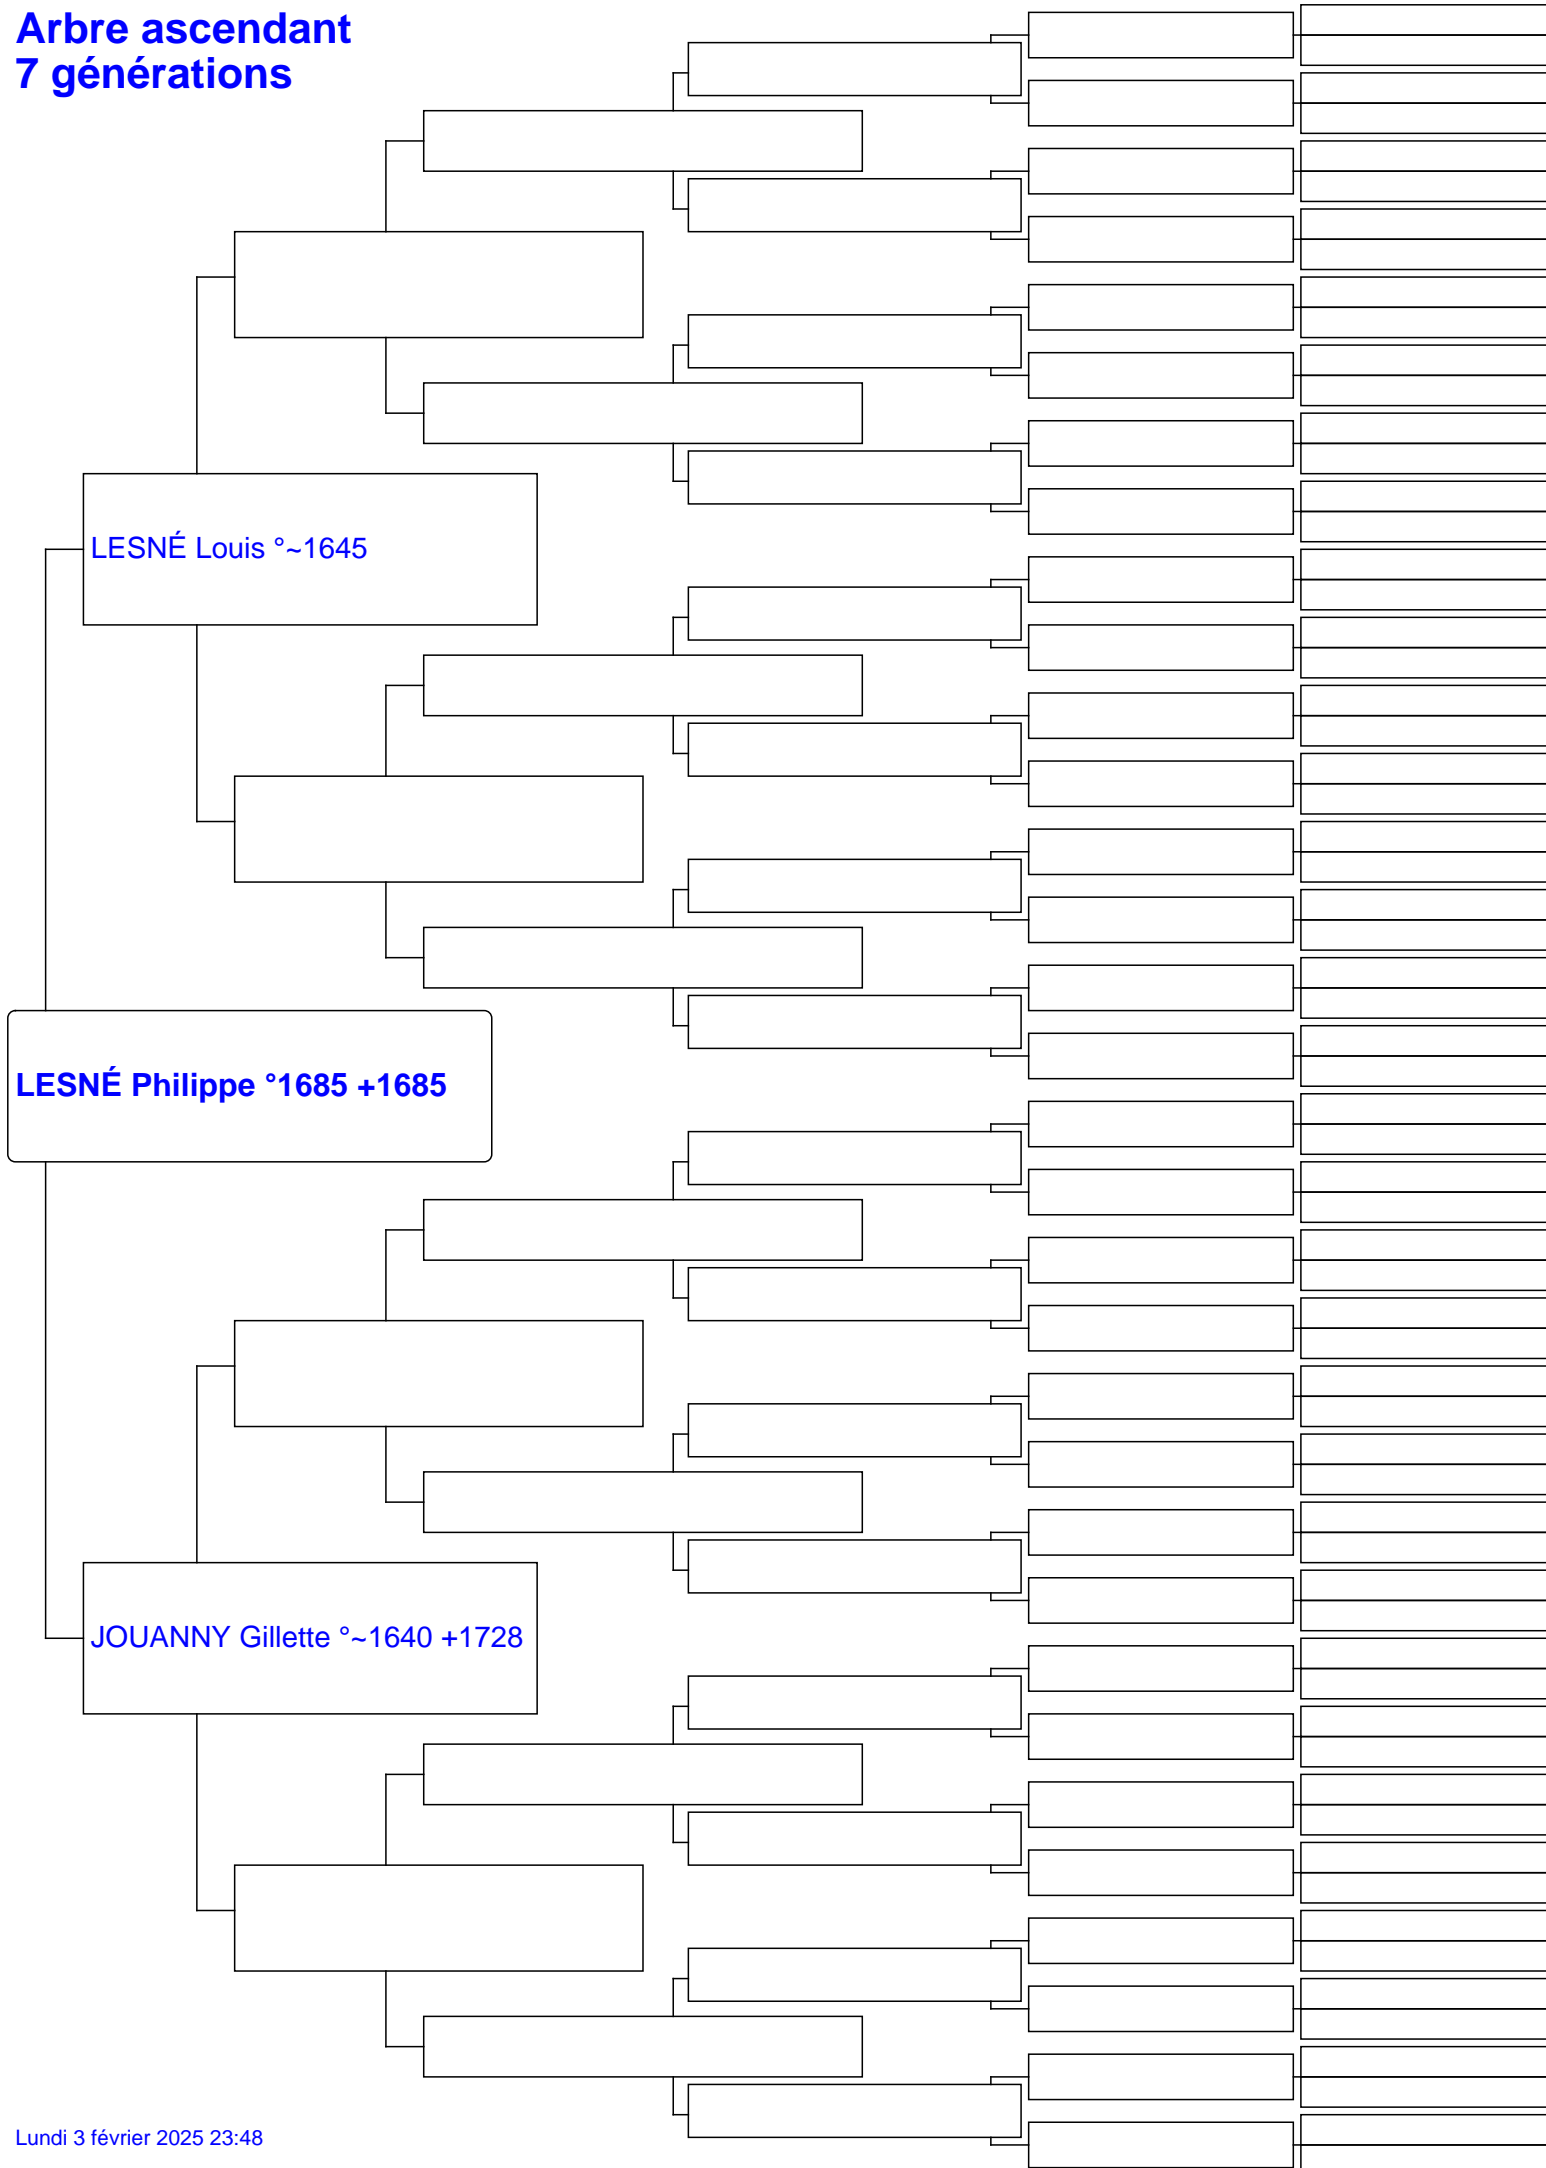 Arbre ascendant
7 générations
LESNÉ Louis °~1645
LESNÉ Philippe °1685 +1685
JOUANNY Gillette °~1640 +1728
Lundi 3 février 2025 23:48